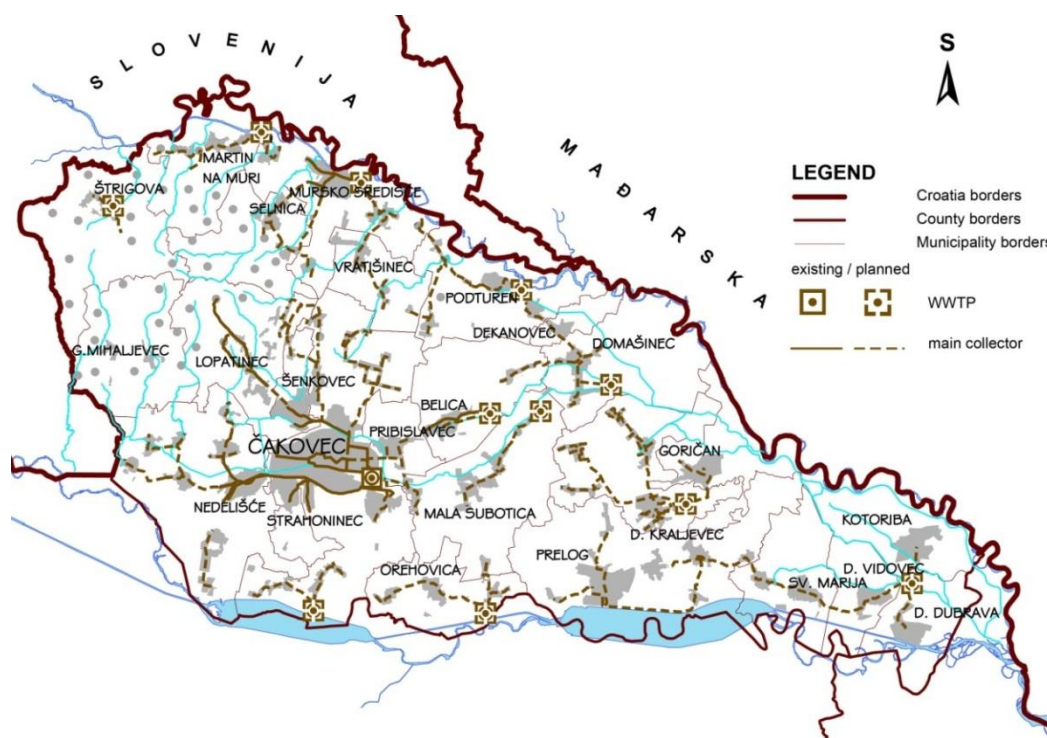 SLOVENIJA
S
MAĐARSKA
LEGEND
Croatia borders
County borders
Municipality borders
existing / planned
WWTP
main collector
MARTIN
NA MURI
ŠTRIGOVA
MURSKO SREDIŠĆE
SELNICA
VRATIŠINEC
PODTUREN
DEKANOVEC
DOMAŠINEC
G.MIHALJEVEC
LOPATINEC
ŠENKOVEC
BELICA
PRIBISLAVEC
ČAKOVEC
GORIČAN
NEDELIŠĆE
STRAHONINEC
MALA SUBOTICA
D. KRALJEVEC
KOTORIBA
PRELOG
OREHOVICA
D. VIDOVEC
SV. MARIJA
D. DUBRAVA